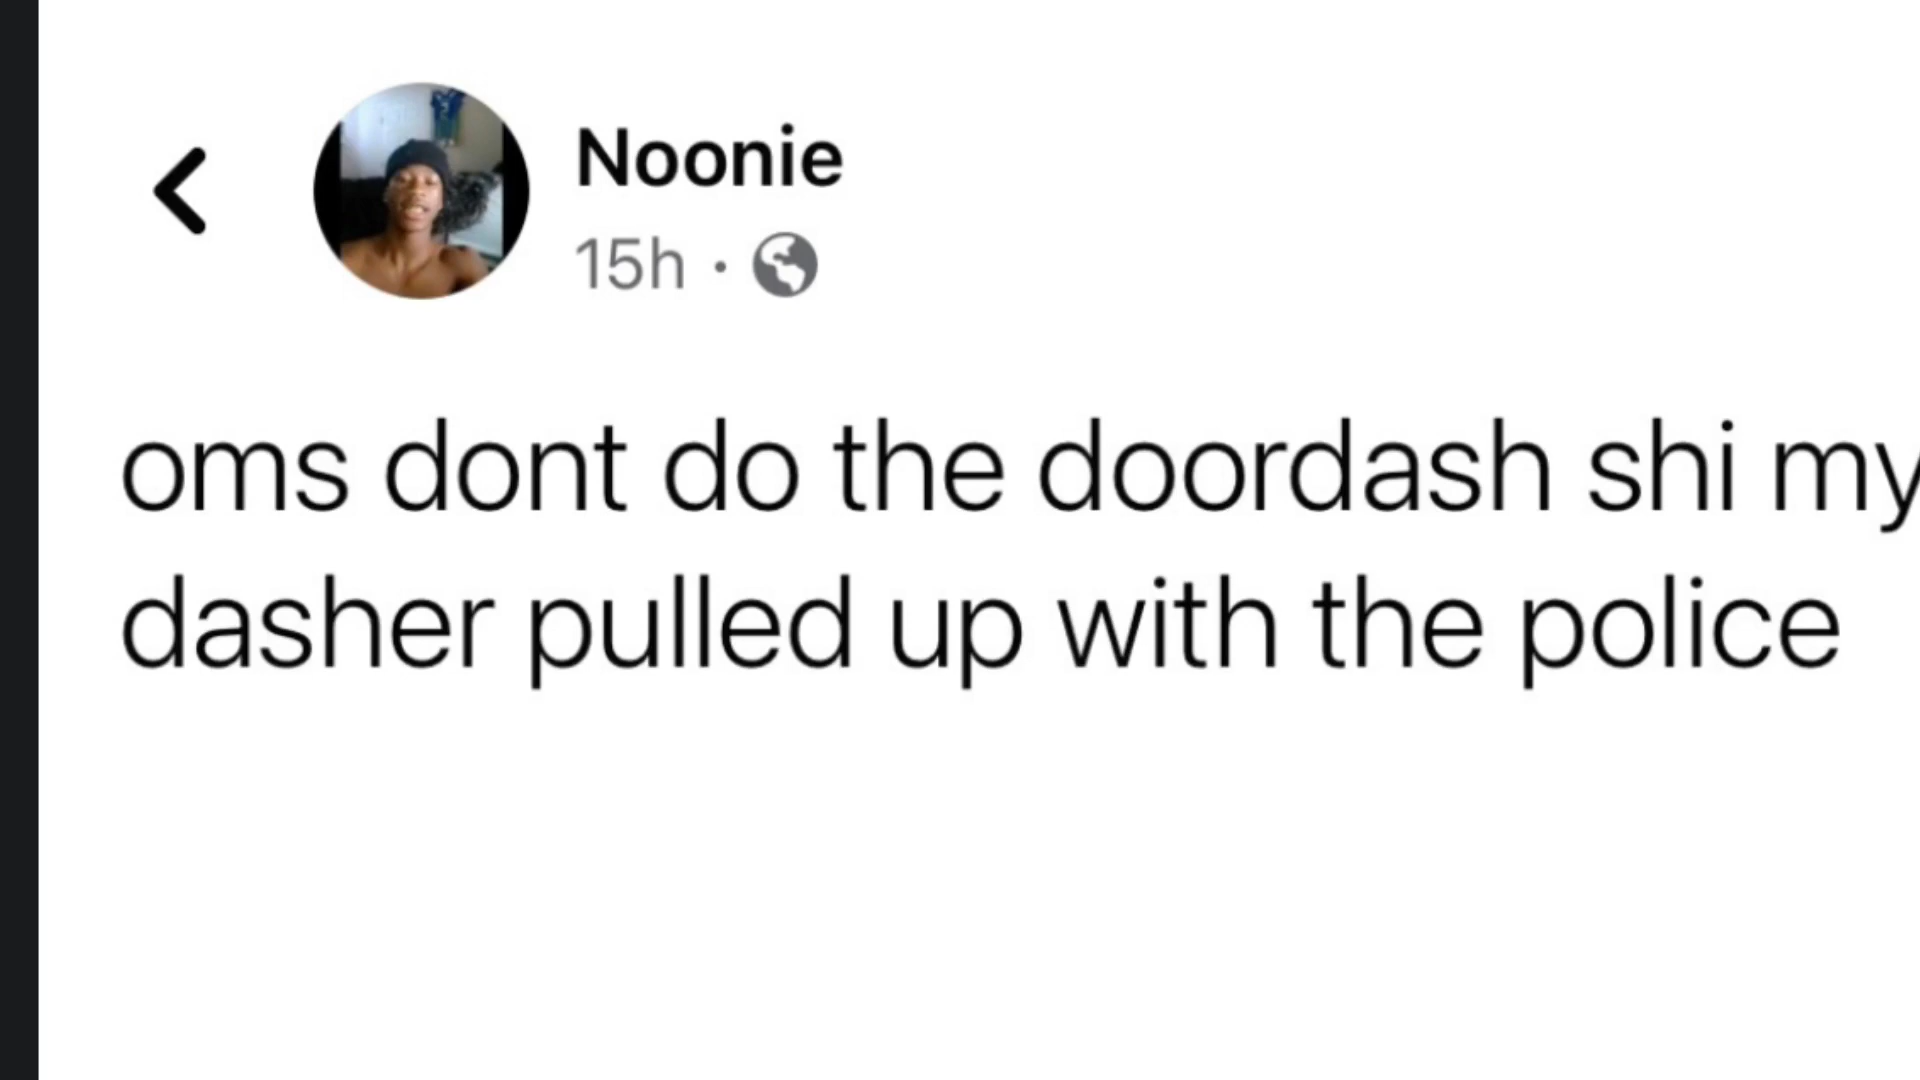 Noonie
15h ·
oms dont do the doordash shi my
dasher pulled up with the police